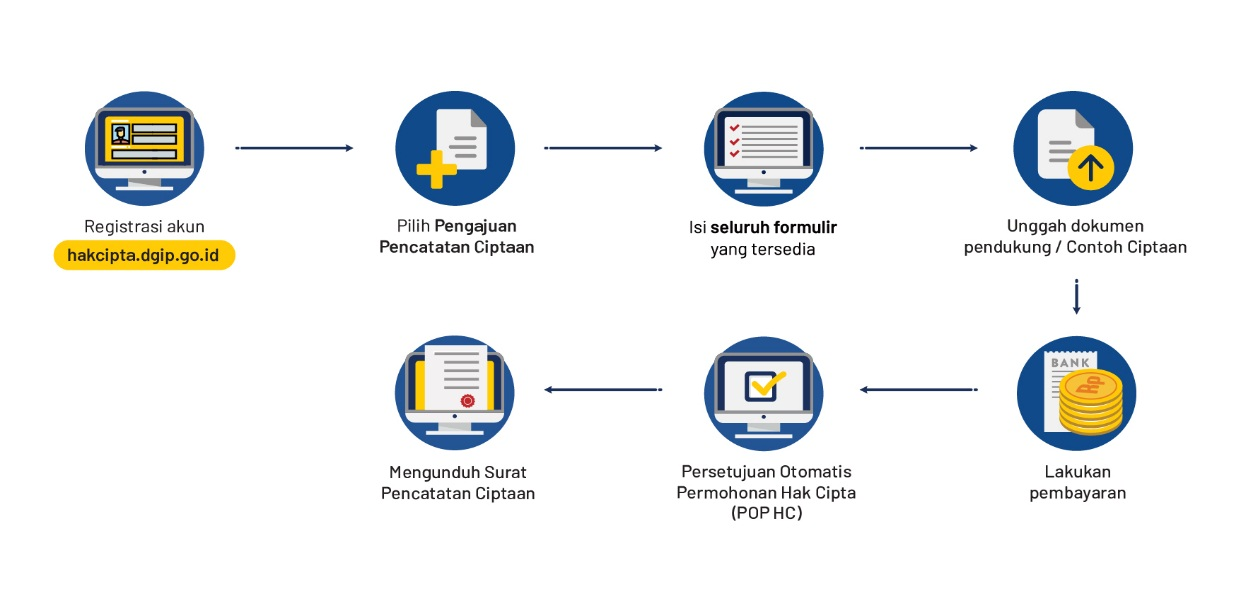 Registrasi akun
hakcipta.dgip.go.id
Pilih Pengajuan
Pencatatan Ciptaan
Isi seluruh formulir
yang tersedia
Unggah dokumen
pendukung / Contoh Ciptaan
BANK
Rp
Lakukan
pembayaran
Persetujuan Otomatis
Permohonan Hak Cipta
(POP HC)
Mengunduh Surat
Pencatatan Ciptaan